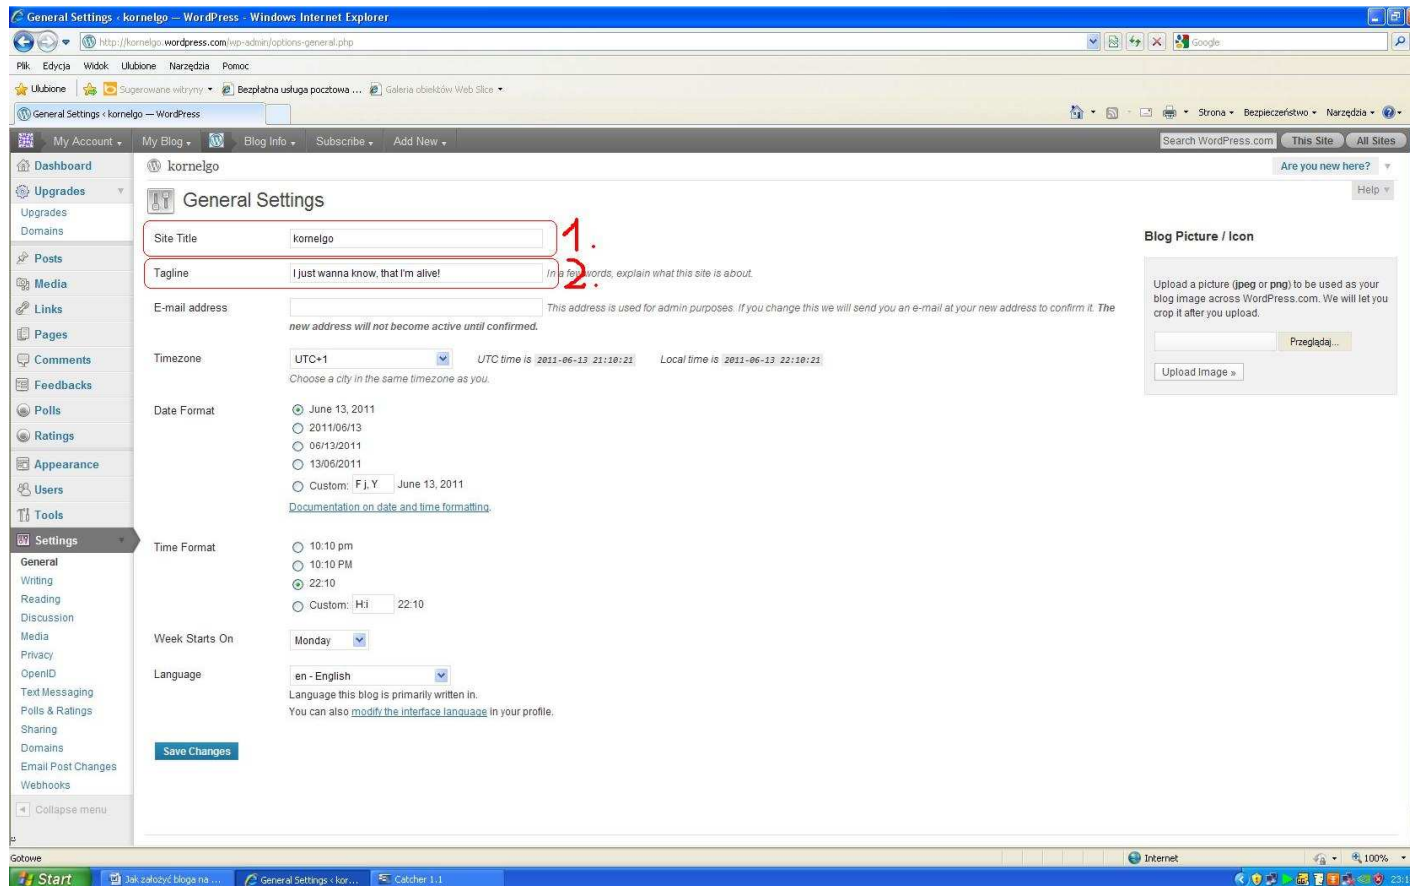 General Settings ‹ kornelgo — WordPress - Windows Internet Explorer
http://kornelgo.wordpress.com/wp-admin/options-general.php
Google
Plik Edycja Widok Ulubione Narzędzia Pomoc
Ulubione Sugerowane witryny Bezpłatna usługa pocztowa ... Galeria obiektów Web Slice
General Settings ‹ kornelgo — WordPress
Strona Bezpieczeństwo Narzędzia
My Account My Blog Blog Info Subscribe Add New
Search WordPress.com This Site All Sites
Dashboard
Upgrades
Upgrades
Domains
Posts
Media
Links
Pages
Comments
Feedbacks
Polls
Ratings
Appearance
Users
Tools
Settings
General
Writing
Reading
Discussion
Media
Privacy
OpenID
Text Messaging
Polls & Ratings
Sharing
Domains
Email Post Changes
Webhooks
Collapse menu
kornelgo
Are you new here?
Help
General Settings
Site Title kornelgo 1.
Tagline I just wanna know, that I'm alive! In a few words, explain what this site is about. 2.
E-mail address This address is used for admin purposes. If you change this we will send you an e-mail at your new address to confirm it. The
new address will not become active until confirmed.
Timezone UTC+1 UTC time is 2011-06-13 21:10:21 Local time is 2011-06-13 22:10:21
Choose a city in the same timezone as you.
Date Format June 13, 2011
2011/06/13
06/13/2011
13/06/2011
Custom: F j, Y June 13, 2011
Documentation on date and time formatting.
Time Format 10:10 pm
10:10 PM
22:10
Custom: H:i 22:10
Week Starts On Monday
Language en - English
Language this blog is primarily written in.
You can also modify the interface language in your profile.
Save Changes
Blog Picture / Icon
Upload a picture (jpeg or png) to be used as your
blog image across WordPress.com. We will let you
crop it after you upload.
Przeglądaj...
Upload Image »
Gotowe Internet 100%
Start Jak założyć bloga na ... General Settings ‹ kor... Catcher 1.1